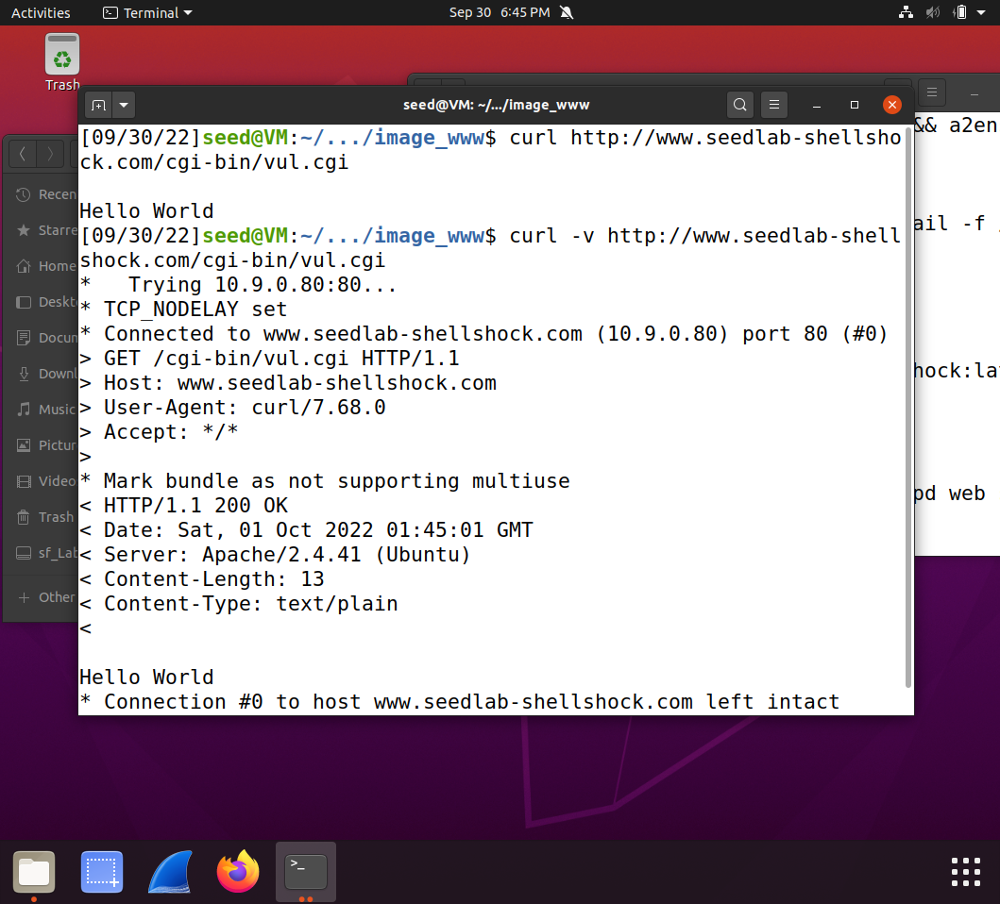 Activities
Terminal
Sep 30 6:45 PM
Trash
seed@VM: ~/.../image_www
[09/30/22]seed@VM:~/.../image_www$ curl http://www.seedlab-shellsho
ck.com/cgi-bin/vul.cgi
Hello World
[09/30/22]seed@VM:~/.../image_www$ curl -v http://www.seedlab-shell
shock.com/cgi-bin/vul.cgi
*   Trying 10.9.0.80:80...
* TCP_NODELAY set
* Connected to www.seedlab-shellshock.com (10.9.0.80) port 80 (#0)
> GET /cgi-bin/vul.cgi HTTP/1.1
> Host: www.seedlab-shellshock.com
> User-Agent: curl/7.68.0
> Accept: */*
>
* Mark bundle as not supporting multiuse
< HTTP/1.1 200 OK
< Date: Sat, 01 Oct 2022 01:45:01 GMT
< Server: Apache/2.4.41 (Ubuntu)
< Content-Length: 13
< Content-Type: text/plain
<
Hello World
* Connection #0 to host www.seedlab-shellshock.com left intact
Recen
Starre
Home
Deskt
Docum
Downl
Music
Pictur
Video
Trash
sf_Lab
+ Other
&& a2en
ail -f
hock:la
pd web
>_